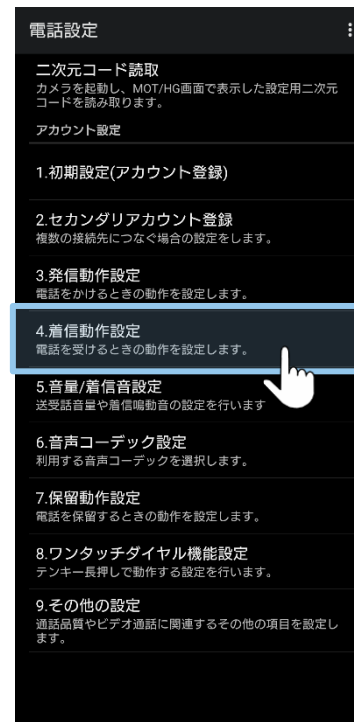 電話設定
二次元コード読取
カメラを起動し、MOT/HG画面で表示した設定用二次元
コードを読み取ります。
アカウント設定
1.初期設定(アカウント登録)
2.セカンダリアカウント登録
複数の接続先につなぐ場合の設定をします。
3.発信動作設定
電話をかけるときの動作を設定します。
4.着信動作設定
電話を受けるときの動作を設定します。
5.音量/着信音設定
送受話音量や着信鳴動音の設定を行います
6.音声コーデック設定
利用する音声コーデックを選択します。
7.保留動作設定
電話を保留するときの動作を設定します。
8.ワンタッチダイヤル機能設定
テンキー長押しで動作する設定を行います。
9.その他の設定
通話品質やビデオ通話に関連するその他の項目を設定し
ます。